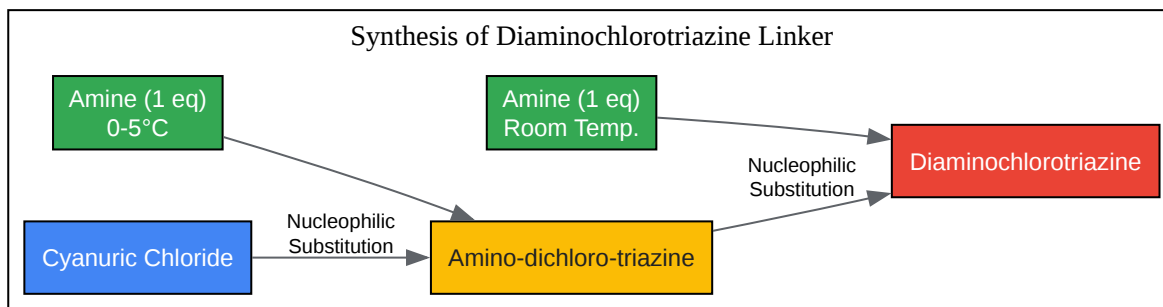 Synthesis of Diaminochlorotriazine Linker
Amine (1 eq)
0-5°C
Amine (1 eq)
Room Temp.
Diaminochlorotriazine
Nucleophilic
Substitution
Cyanuric Chloride
Nucleophilic
Substitution
Amino-dichloro-triazine